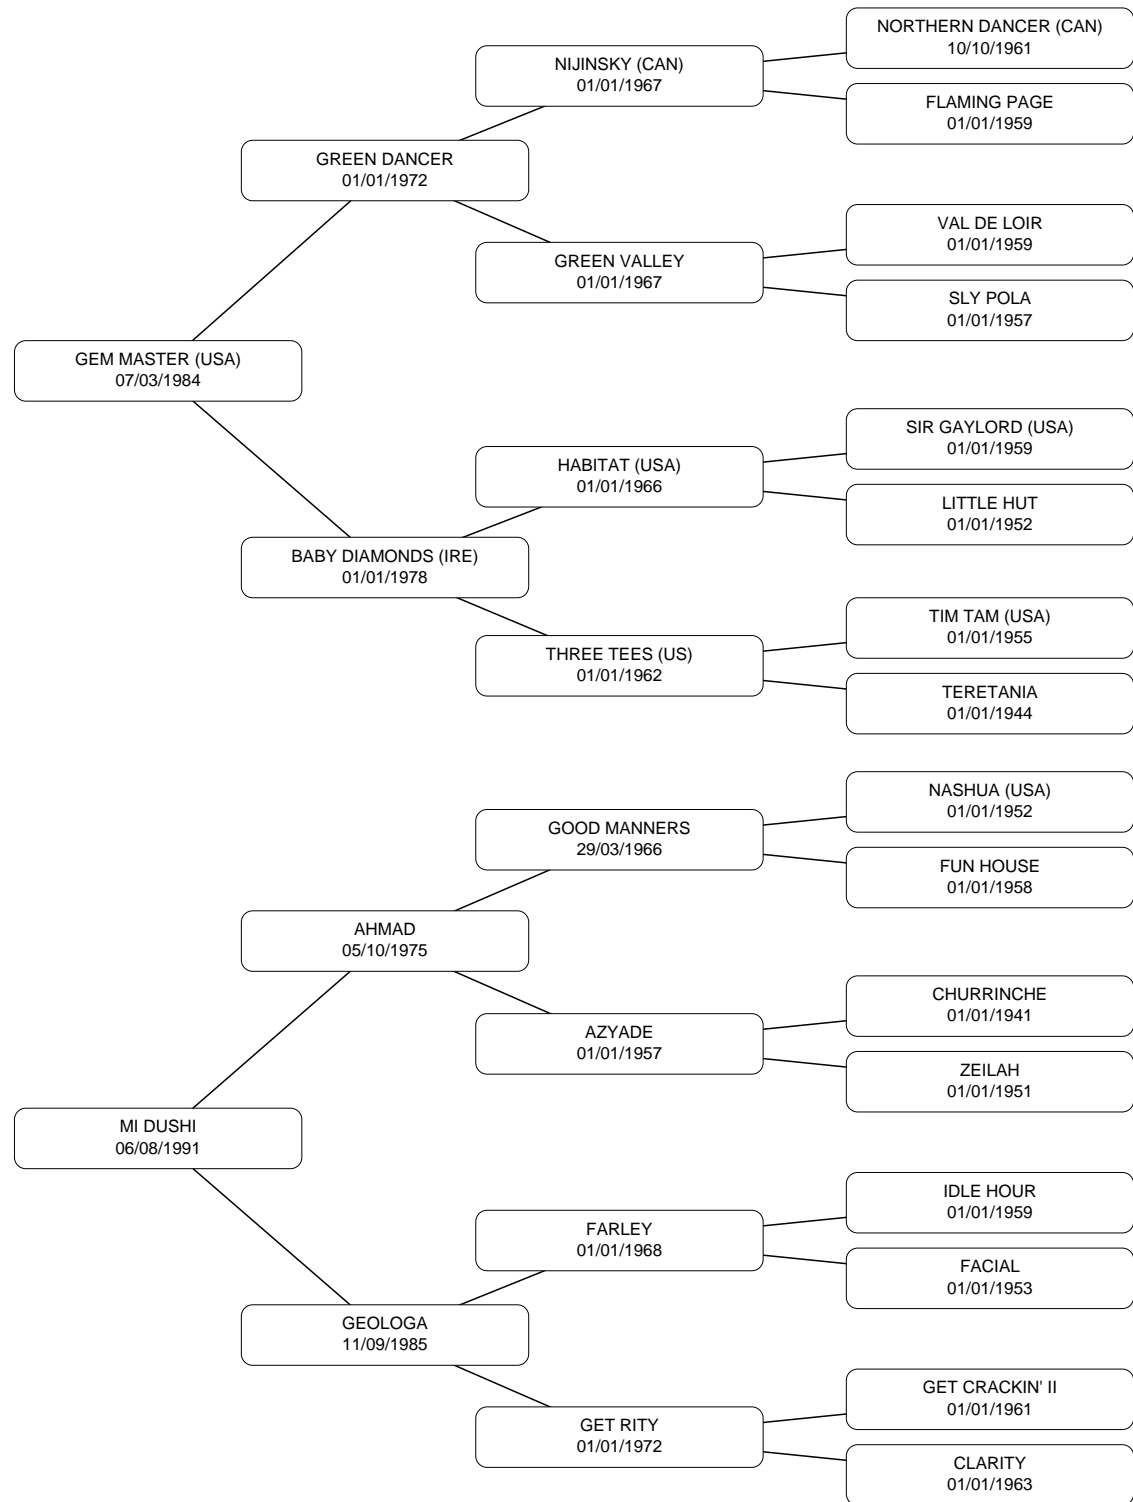 NORTHERN DANCER (CAN)
10/10/1961
NIJINSKY (CAN)
01/01/1967
FLAMING PAGE
01/01/1959
GREEN DANCER
01/01/1972
VAL DE LOIR
01/01/1959
GREEN VALLEY
01/01/1967
SLY POLA
01/01/1957
GEM MASTER (USA)
07/03/1984
SIR GAYLORD (USA)
01/01/1959
HABITAT (USA)
01/01/1966
LITTLE HUT
01/01/1952
BABY DIAMONDS (IRE)
01/01/1978
TIM TAM (USA)
01/01/1955
THREE TEES (US)
01/01/1962
TERETANIA
01/01/1944
NASHUA (USA)
01/01/1952
GOOD MANNERS
29/03/1966
FUN HOUSE
01/01/1958
AHMAD
05/10/1975
CHURRINCHE
01/01/1941
AZYADE
01/01/1957
ZEILAH
01/01/1951
MI DUSHI
06/08/1991
IDLE HOUR
01/01/1959
FARLEY
01/01/1968
FACIAL
01/01/1953
GEOLOGA
11/09/1985
GET CRACKIN' II
01/01/1961
GET RITY
01/01/1972
CLARITY
01/01/1963